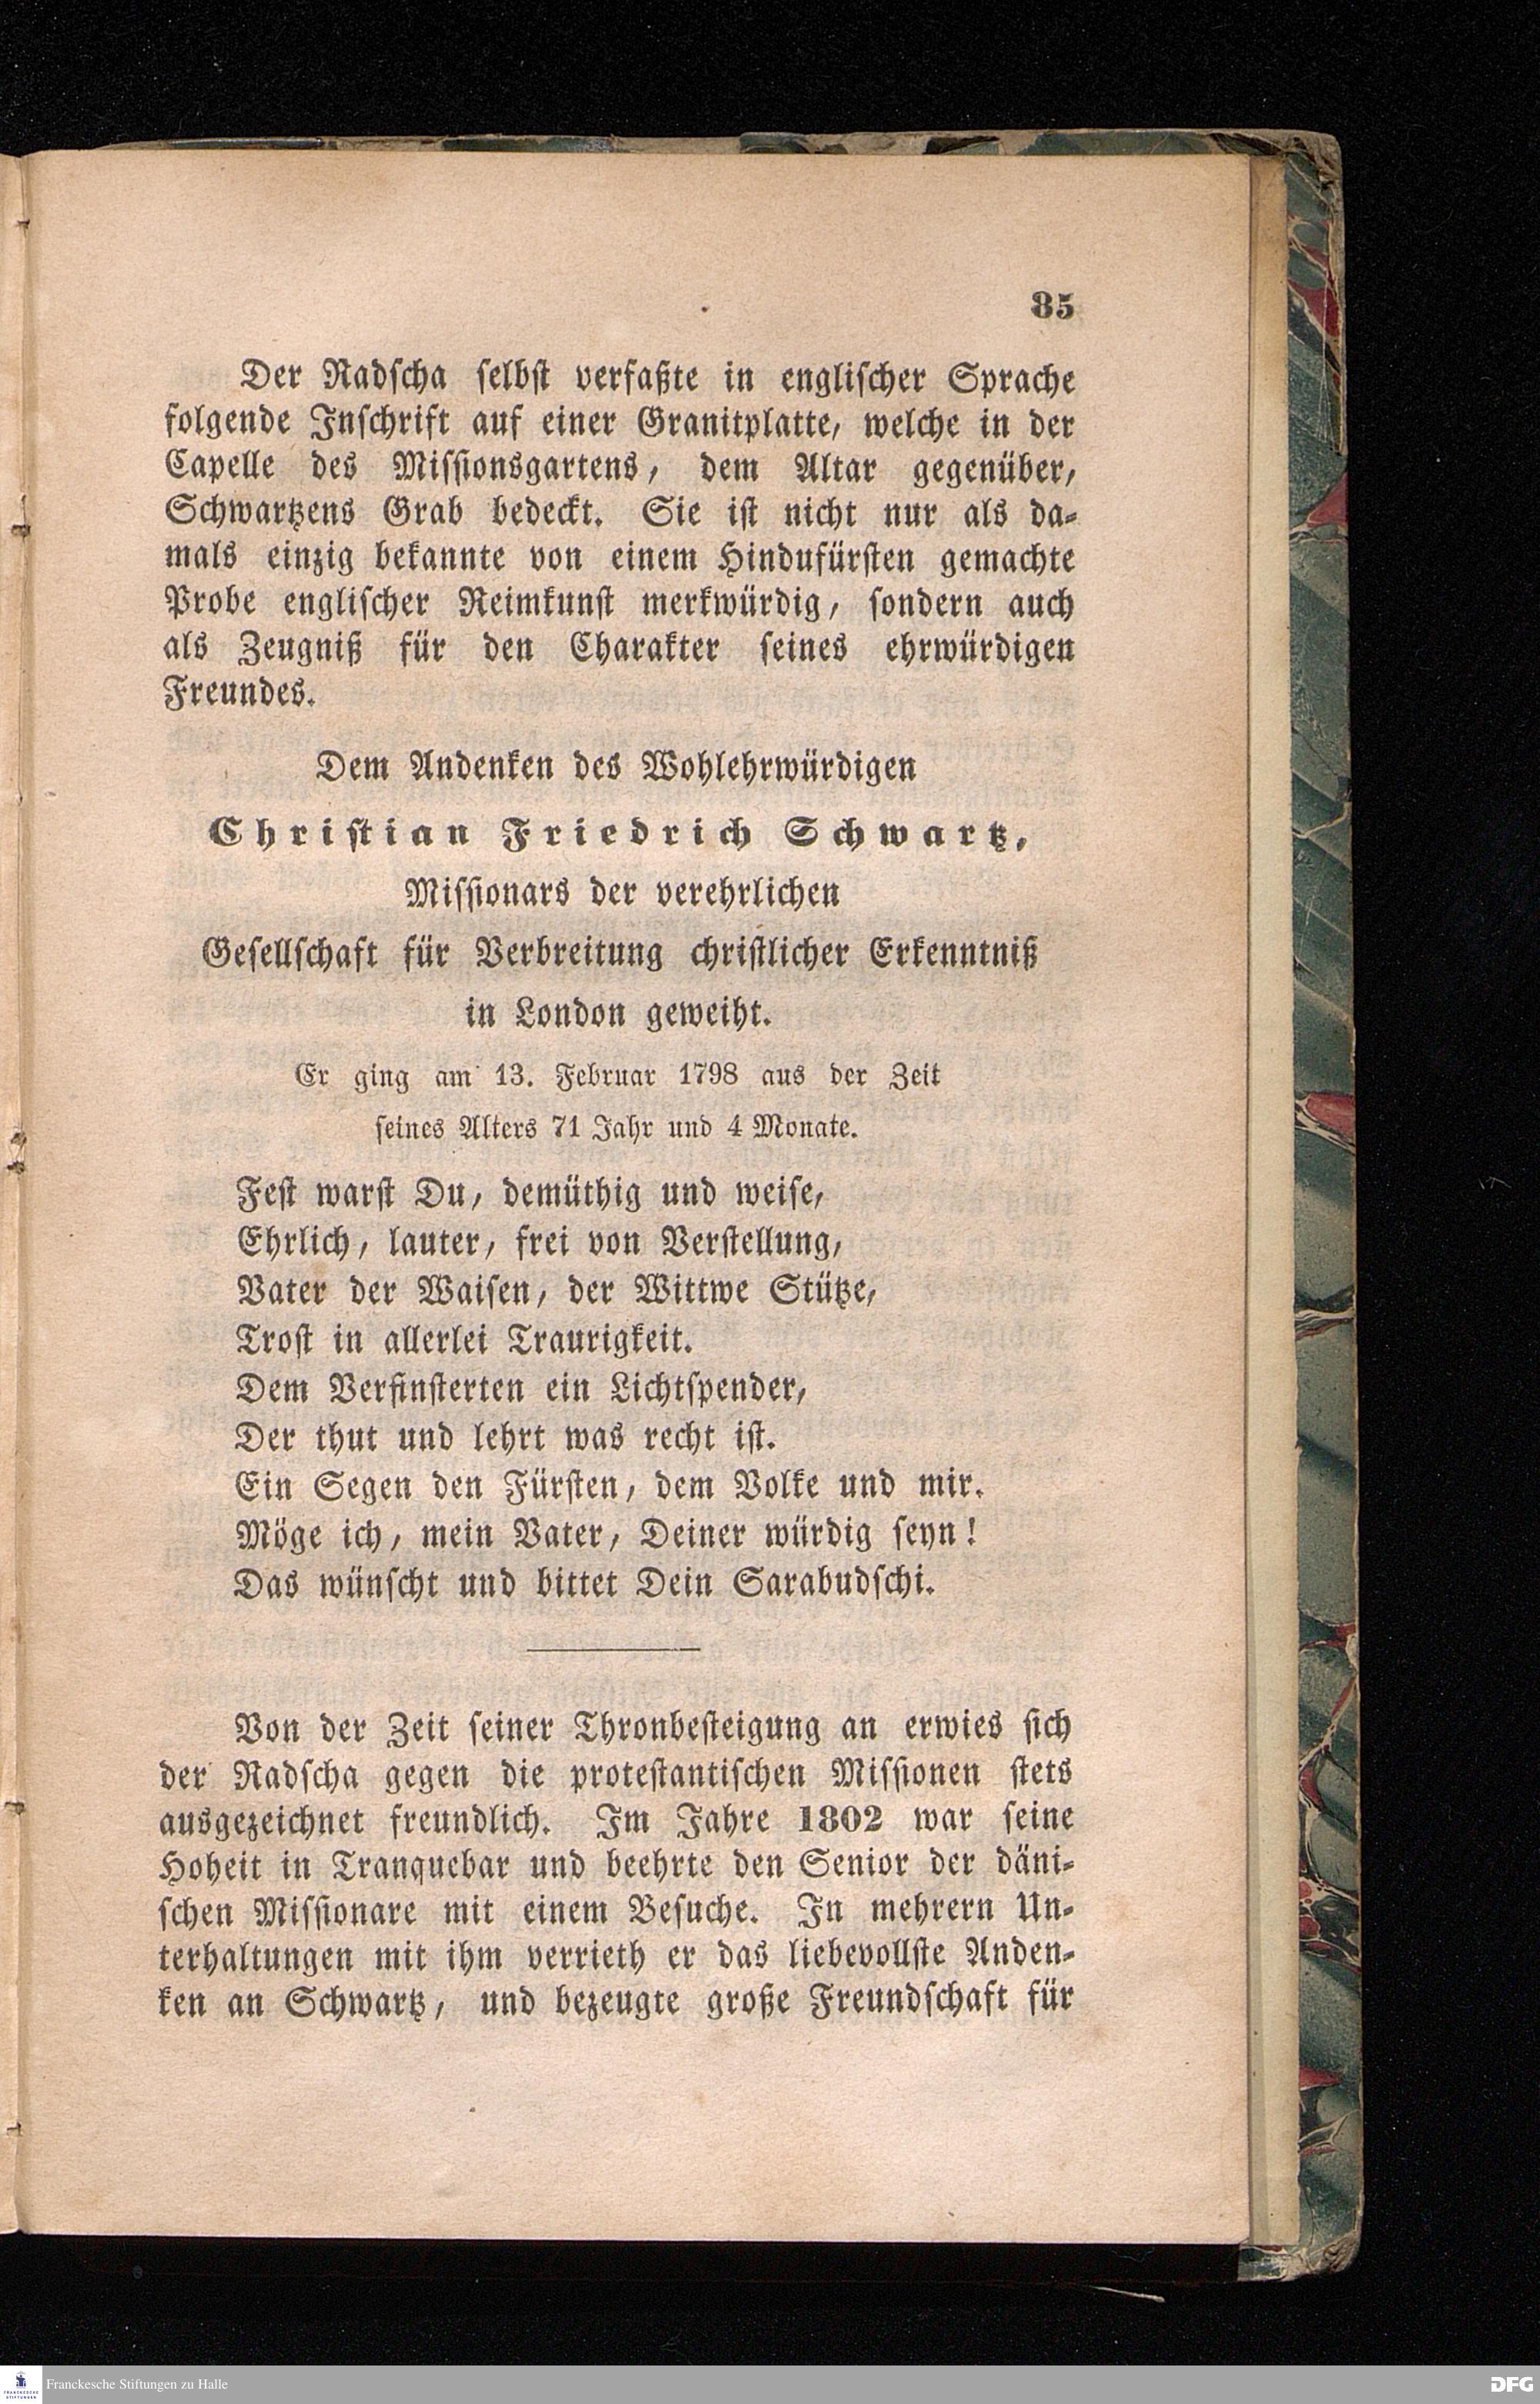 85
Der Radscha selbst verfaßte in englischer Sprache
folgende Inschrift auf einer Granitplatte, welche in der
Capelle des Missionsgartens, dem Altar gegenüber,
Schwartzens Grab bedeckt. Sie ist nicht nur als da-
mals einzig bekannte von einem Hindufürsten gemachte
Probe englischer Reimkunst merkwürdig, sondern auch
als Zeugniß für den Charakter seines ehrwürdigen
Freundes.
Dem Andenken des Wohlehrwürdigen
Christian Friedrich Schwartz,
Missionars der verehrlichen
Gesellschaft für Verbreitung christlicher Erkenntniß
in London geweiht.
Er ging am 13. Februar 1798 aus der Zeit
seines Alters 71 Jahr und 4 Monate.
Fest warst Du, demüthig und weise,
Ehrlich, lauter, frei von Verstellung,
Vater der Waisen, der Wittwe Stütze,
Trost in allerlei Traurigkeit.
Dem Verfinsterten ein Lichtspender,
Der thut und lehrt was recht ist.
Ein Segen den Fürsten, dem Volke und mir.
Möge ich, mein Vater, Deiner würdig seyn!
Das wünscht und bittet Dein Sarabudschi.
Von der Zeit seiner Thronbesteigung an erwies sich
der Radscha gegen die protestantischen Missionen stets
ausgezeichnet freundlich. Im Jahre 1802 war seine
Hoheit in Tranquebar und beehrte den Senior der däni-
schen Missionare mit einem Besuche. In mehrern Un-
terhaltungen mit ihm verrieth er das liebevollste Anden-
ken an Schwartz, und bezeugte große Freundschaft für
FRANCKESCHE
STIFTUNGEN
Franckesche Stiftungen zu Halle
DFG